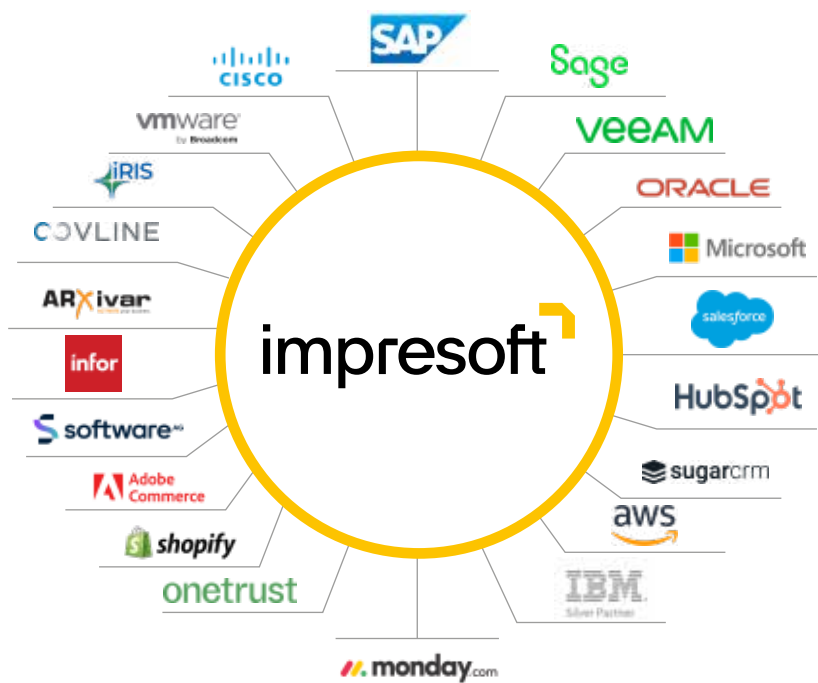 SAP
Sage
veeAM
ORACLE
Microsoft
salesforce
HubSpot
sugarcrm
aws
IBM
Silver Partner
monday.com
onetrust
shopify
Adobe
Commerce
software AG
infor
ARXivar
COVLINE
iRIS
vmware
by Broadcom
CISCO
impresoft